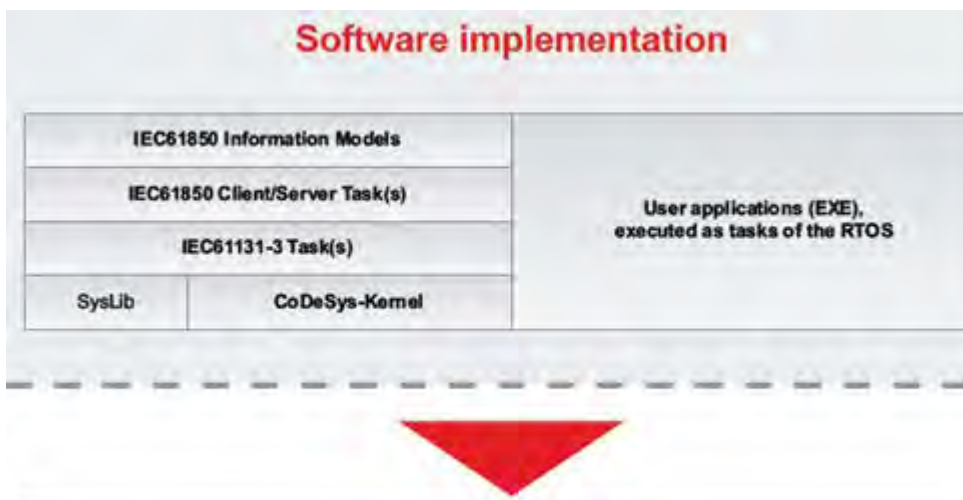 Software implementation
IEC61850 Information Models
IEC61850 Client/Server Task(s)
IEC61131-3 Task(s)
SysLib
CoDeSys-Kernel
User applications (EXE),
executed as tasks of the RTOS